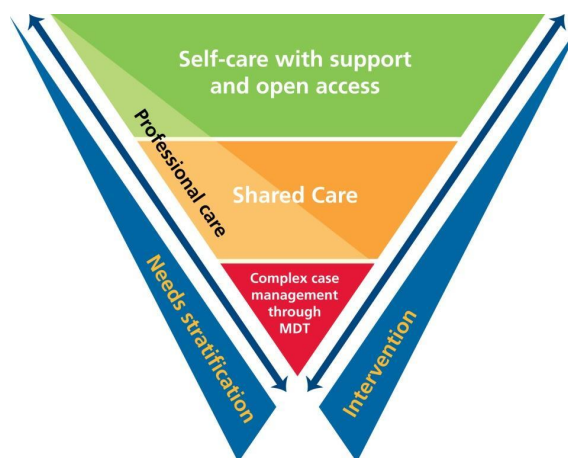 Self-care with support
and open access
Professional care
Shared Care
Complex case
management
through
MDT
Needs stratification
Intervention